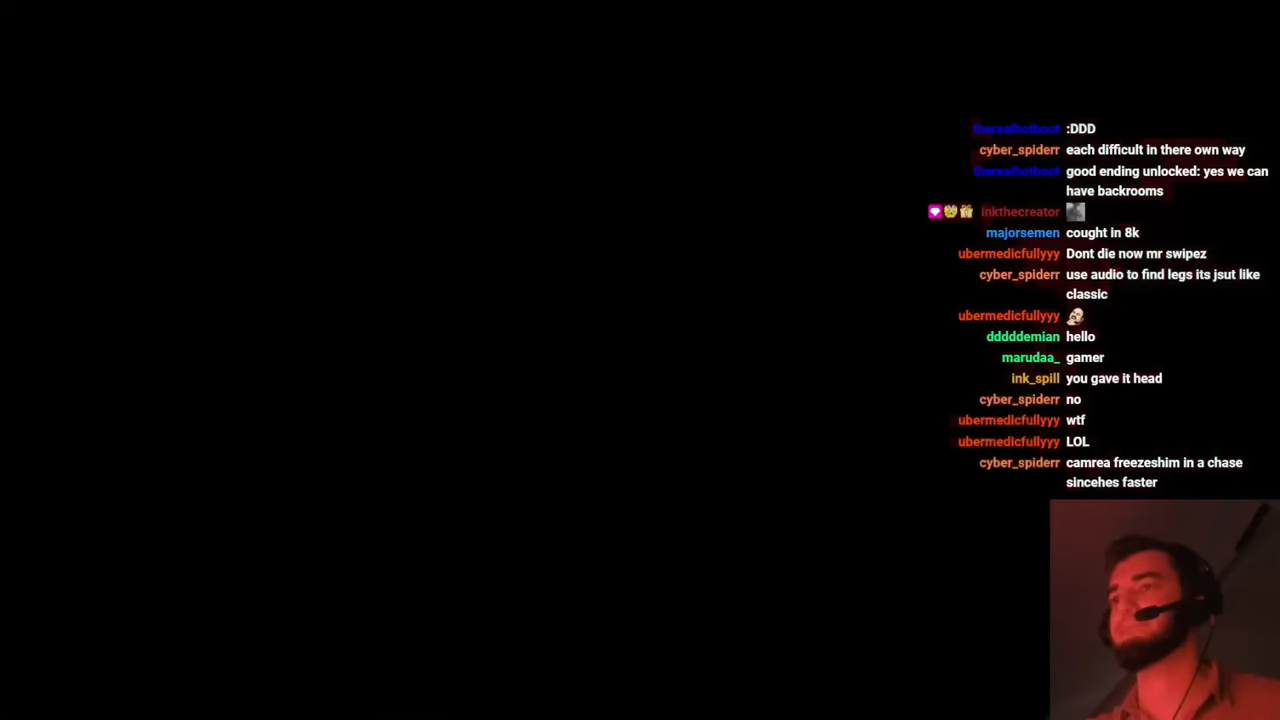 therealhotboot :DDD
cyber_spiderr each difficult in there own way
therealhotboot good ending unlocked: yes we can
have backrooms
inkthecreator
majorsemen cought in 8k
ubermedicfullyyy Dont die now mr swipez
cyber_spiderr use audio to find legs its jsut like
classic
ubermedicfullyyy
dddddemian hello
marudaa_ gamer
ink_spill you gave it head
cyber_spiderr no
ubermedicfullyyy wtf
ubermedicfullyyy LOL
cyber_spiderr camrea freezeshim in a chase
sincehes faster